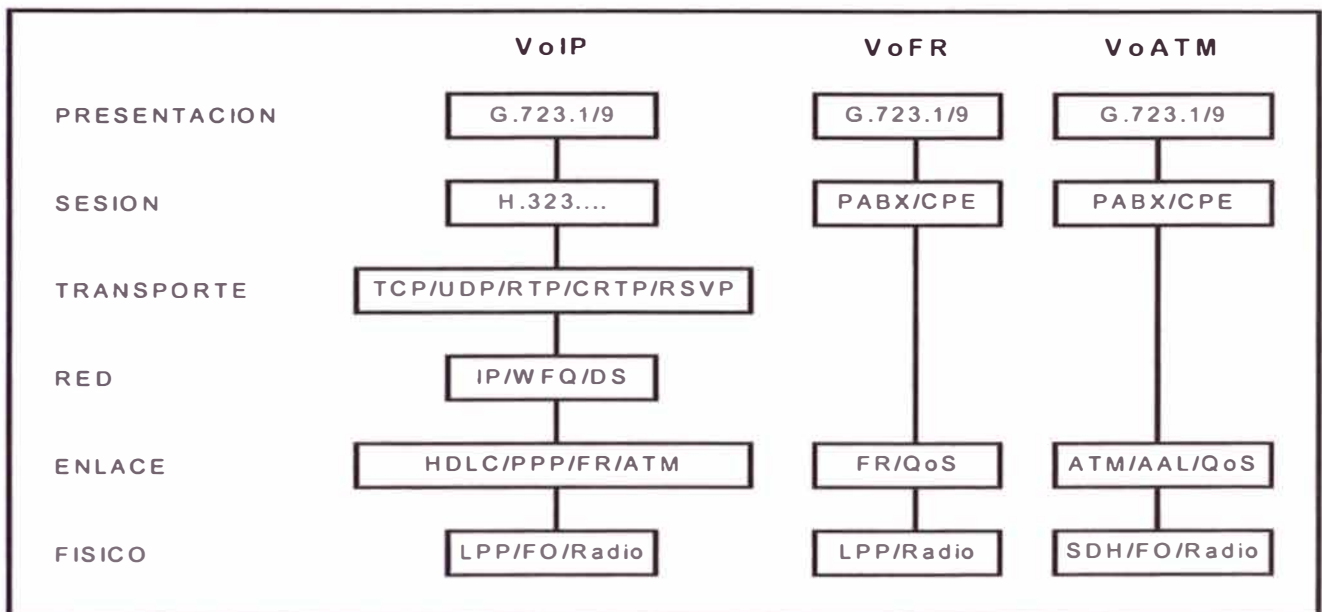 VoIP VoFR VoATM
PRESENTACION G.723.1/9 G.723.1/9 G.723.1/9
SESION H.323.... PABX/CPE PABX/CPE
TRANSPORTE TCP/UDP/RTP/CRTP/RSVP
RED IP/WFQ/DS
ENLACE HDLC/PPP/FR/ATM FR/QoS ATM/AAL/QoS
FISICO LPP/FO/Radio LPP/Radio SDH/FO/Radio